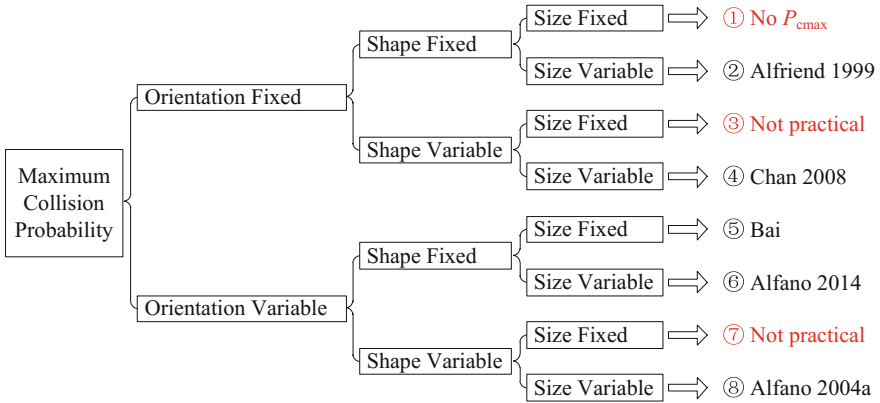 Maximum
Collision
Probability
Orientation Fixed
Orientation Variable
Shape Fixed
Shape Variable
Shape Fixed
Shape Variable
Size Fixed
Size Variable
Size Fixed
Size Variable
Size Fixed
Size Variable
Size Fixed
Size Variable
① No Pcmax
② Alfriend 1999
③ Not practical
④ Chan 2008
⑤ Bai
⑥ Alfano 2014
⑦ Not practical
⑧ Alfano 2004a